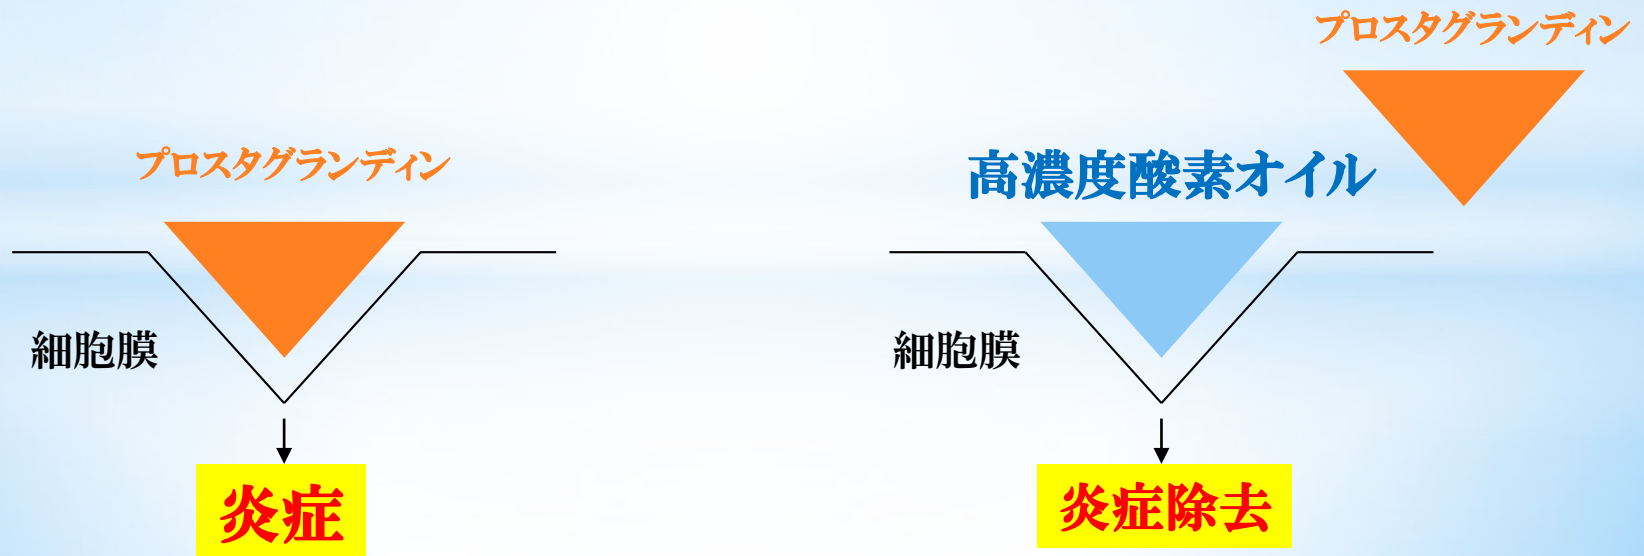 プロスタグランディン
細胞膜
炎症
プロスタグランディン
高濃度酸素オイル
細胞膜
炎症除去